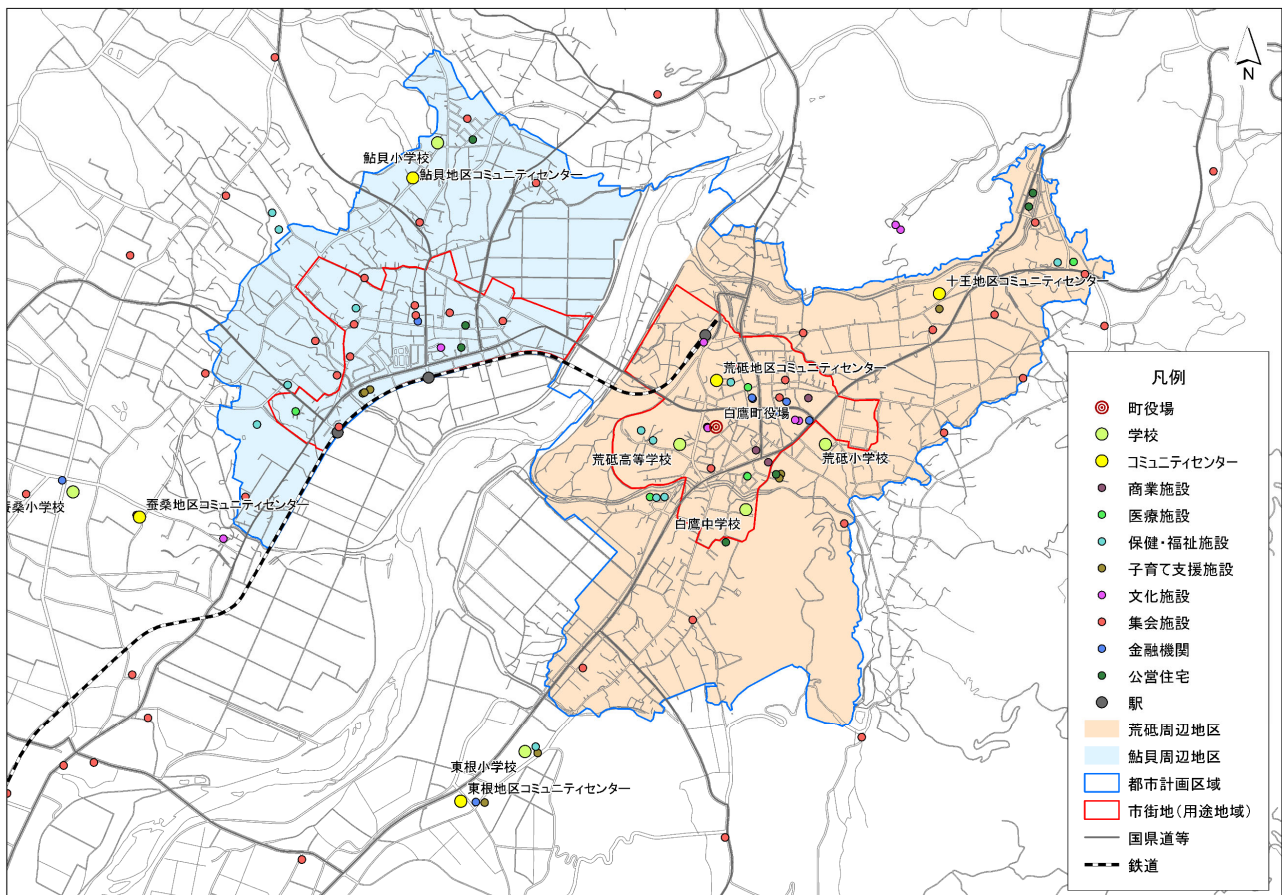 N
鮎貝小学校
鮎貝地区コミュニティセンター
十王地区コミュニティセンター
荒砥地区コミュニティセンター
白鷹町役場
荒砥高等学校
荒砥小学校
蚕桑小学校
蚕桑地区コミュニティセンター
白鷹中学校
東根小学校
東根地区コミュニティセンター
凡例
町役場
学校
コミュニティセンター
商業施設
医療施設
保健・福祉施設
子育て支援施設
文化施設
集会施設
金融機関
公営住宅
駅
荒砥周辺地区
鮎貝周辺地区
都市計画区域
市街地(用途地域)
国県道等
鉄道